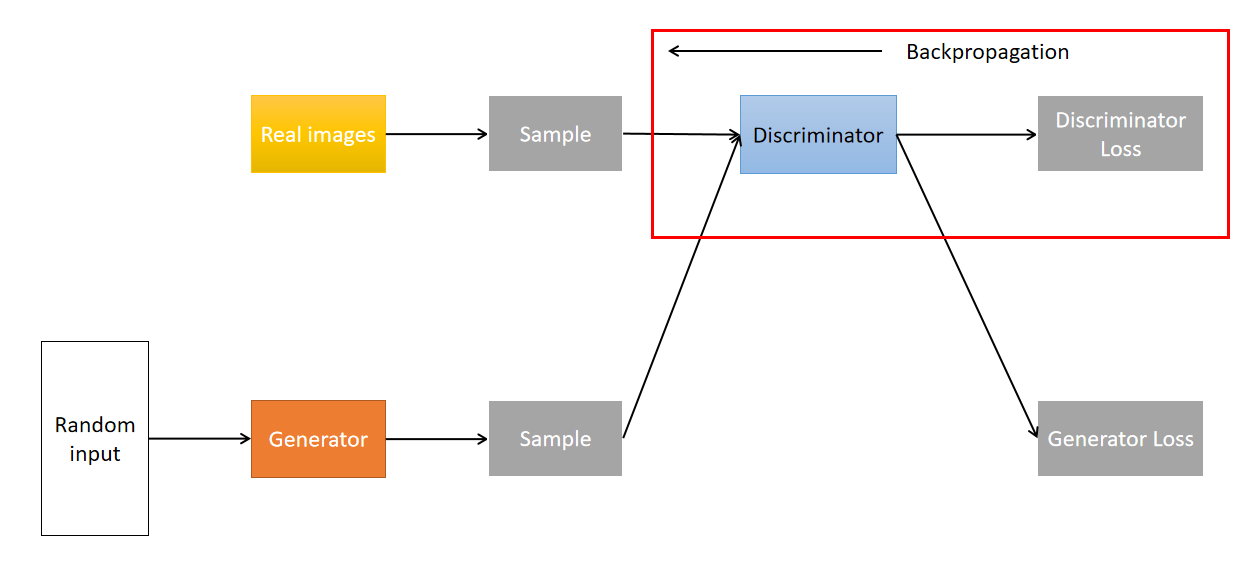 Backpropagation
Real images
Sample
Discriminator
Discriminator
Loss
Random
input
Generator
Sample
Generator Loss